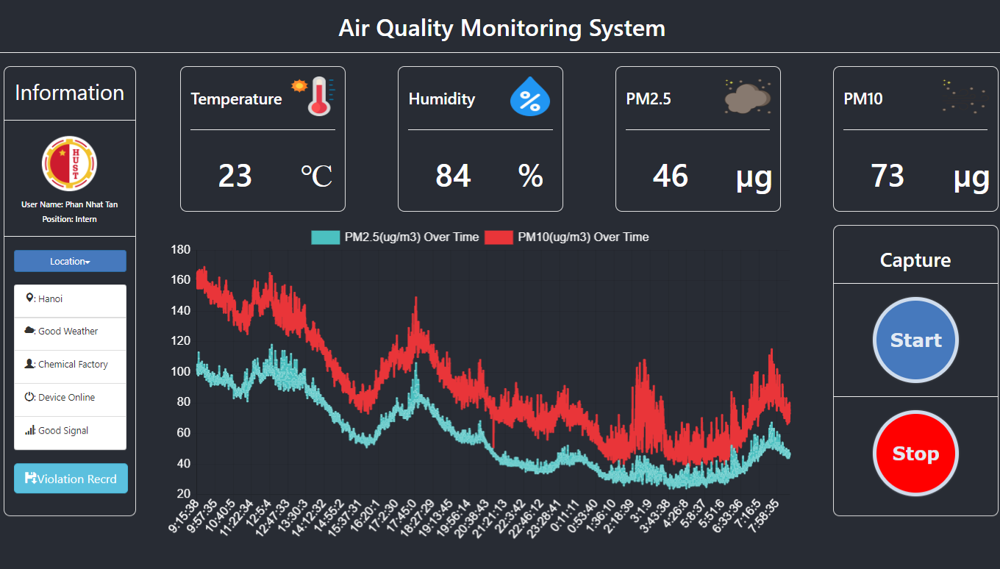 Air Quality Monitoring System
Information
HUST
User Name: Phan Nhat Tan
Position: Intern
Location
: Hanoi
: Good Weather
: Chemical Factory
: Device Online
: Good Signal
Violation Recrd
Temperature
23 ℃
Humidity
84 %
PM2.5
46 µg
PM10
73 µg
PM2.5(ug/m3) Over Time PM10(ug/m3) Over Time
180
160
140
120
100
80
60
40
20
9:15:38 9:57:35 10:40:5 11:22:34 12:5:4 12:47:33 13:30:3 14:12:32 14:55:2 15:37:31 16:20:1 17:2:30 17:45:0 18:27:29 19:13:45 19:56:14 20:38:43 21:21:13 22:3:42 22:46:12 23:28:41 0:11:11 0:53:40 1:36:10 2:18:39 3:1:9 3:43:38 4:26:8 5:8:37 5:51:6 6:33:36 7:16:5 7:58:35
Capture
Start
Stop